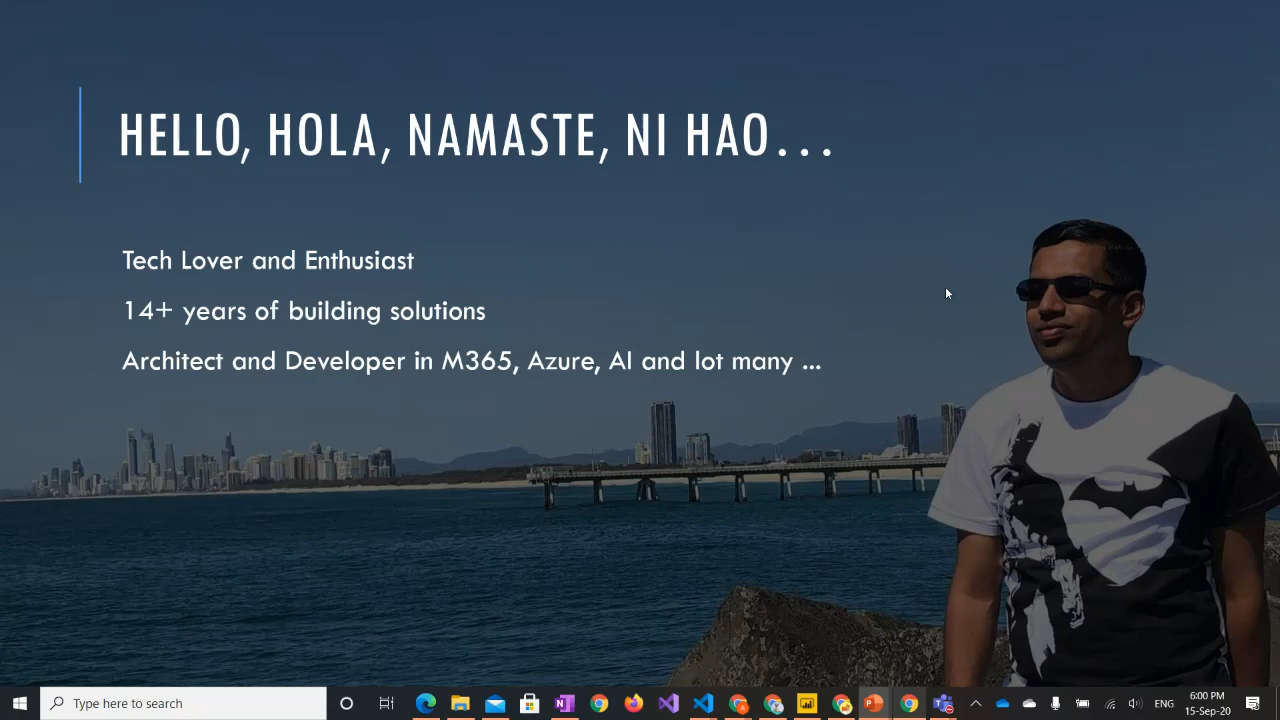 HELLO, HOLA, NAMASTE, NI HAO...
Tech Lover and Enthusiast
14+ years of building solutions
Architect and Developer in M365, Azure, AI and lot many ...
Type here to search
ENG
6:00 PM
15-Sep-20